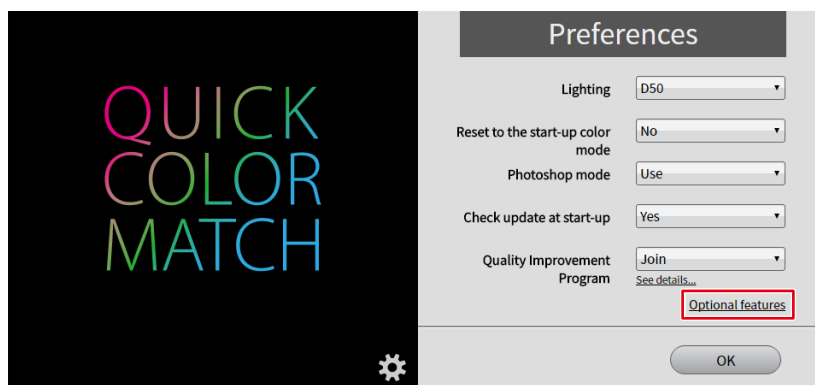 QUICK
COLOR
MATCH
Preferences
Lighting
D50
Reset to the start-up color
mode
No
Photoshop mode
Use
Check update at start-up
Yes
Quality Improvement
Program
Join
See details...
Optional features
OK